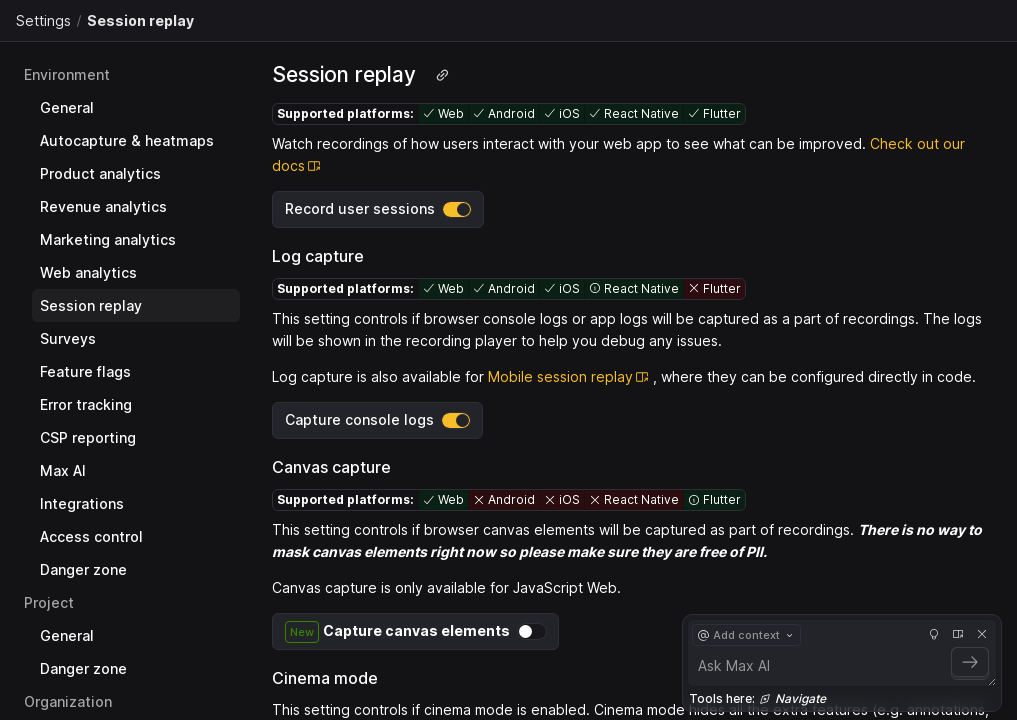 Settings / Session replay
Environment
General
Autocapture & heatmaps
Product analytics
Revenue analytics
Marketing analytics
Web analytics
Session replay
Surveys
Feature flags
Error tracking
CSP reporting
Max AI
Integrations
Access control
Danger zone
Project
General
Danger zone
Organization
Session replay
Supported platforms: Web Android iOS React Native Flutter
Watch recordings of how users interact with your web app to see what can be improved. Check out our
docs
Record user sessions
Log capture
Supported platforms: Web Android iOS React Native Flutter
This setting controls if browser console logs or app logs will be captured as a part of recordings. The logs
will be shown in the recording player to help you debug any issues.
Log capture is also available for Mobile session replay , where they can be configured directly in code.
Capture console logs
Canvas capture
Supported platforms: Web Android iOS React Native Flutter
This setting controls if browser canvas elements will be captured as part of recordings. There is no way to
mask canvas elements right now so please make sure they are free of PII.
Canvas capture is only available for JavaScript Web.
New Capture canvas elements
Cinema mode
This setting controls if cinema mode is enabled. Cinema mode hides all the extra features (e.g. annotations,
@ Add context
Ask Max AI
Tools here: Navigate